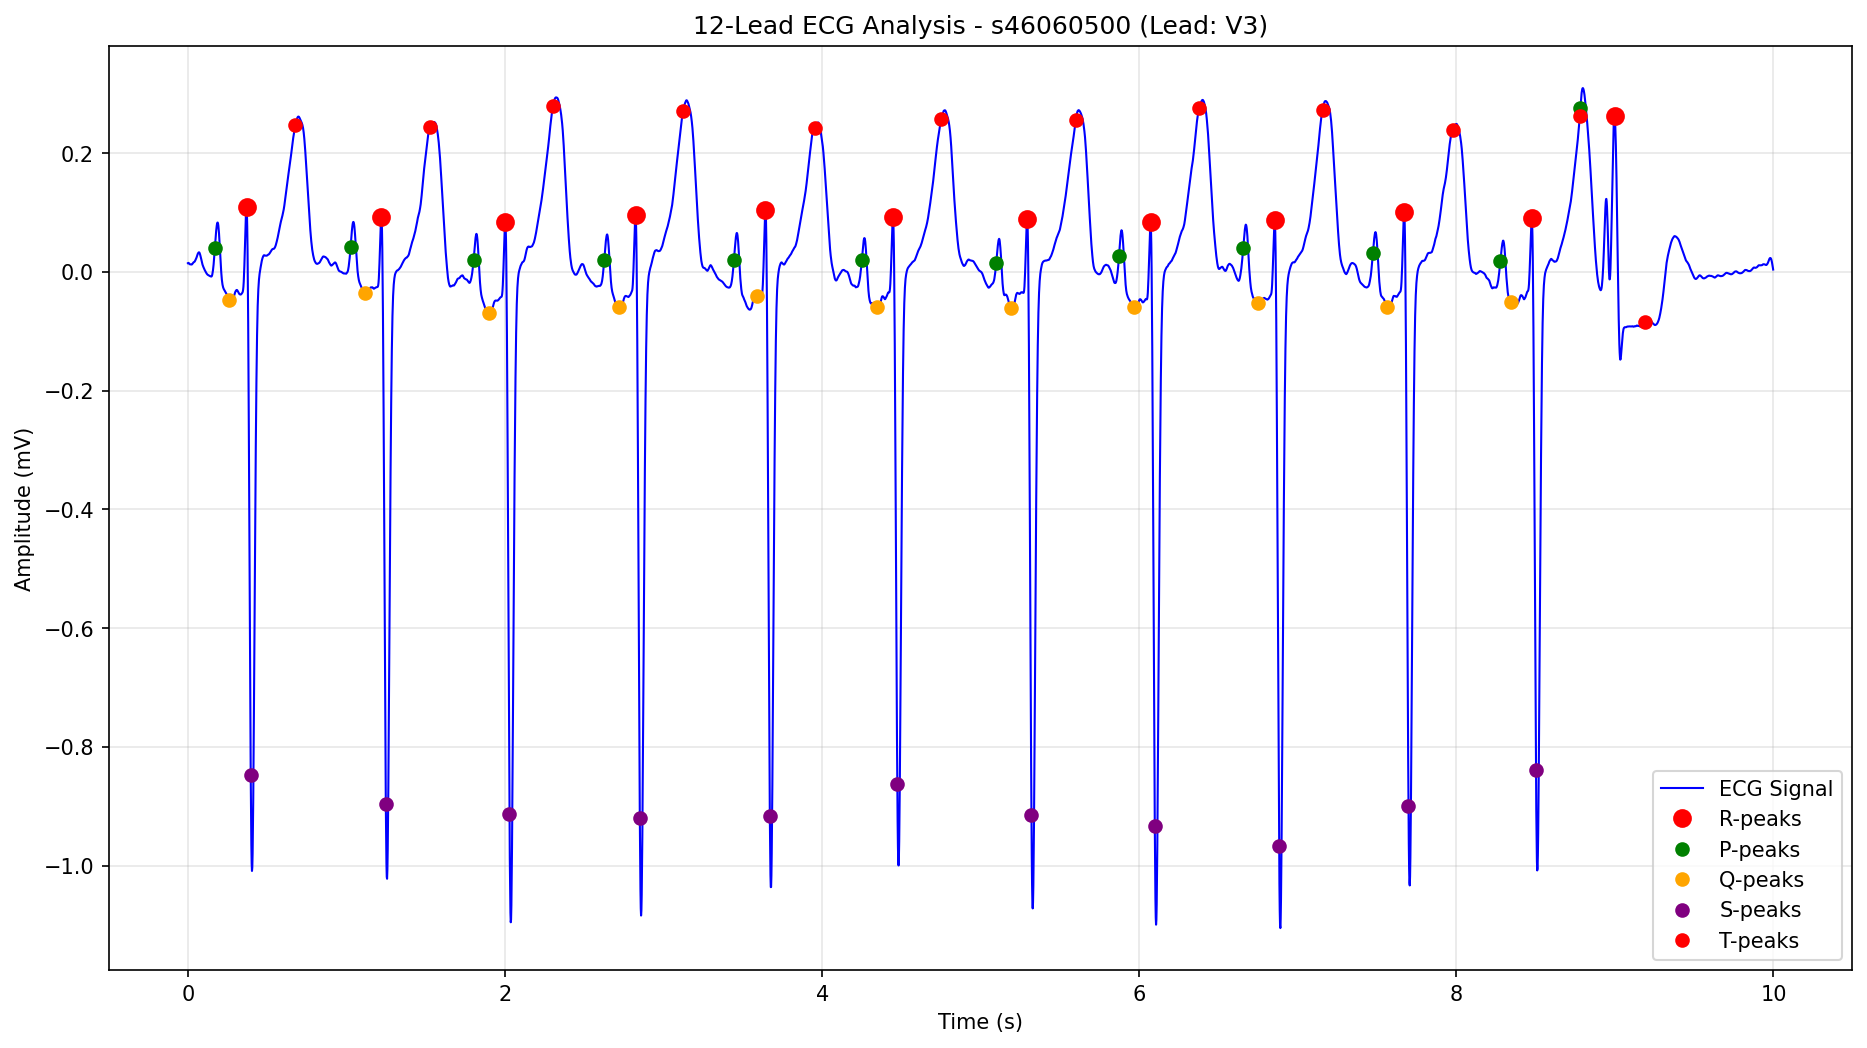 12-Lead ECG Analysis - s46060500 (Lead: V3)
Amplitude (mV)
0.2
0.0
−0.2
−0.4
−0.6
−0.8
−1.0
ECG Signal
R-peaks
P-peaks
Q-peaks
S-peaks
T-peaks
0 2 4 6 8 10
Time (s)